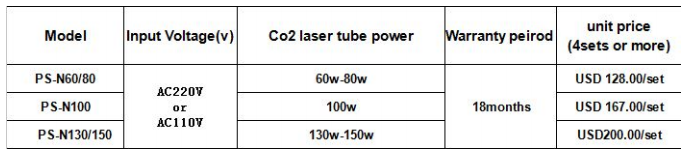 Model Input Voltage(v) Co2 laser tube power Warranty peirod unit price
(4sets or more)
PS-N60/80 60w-80w USD 128.00/set
AC220V
or
AC110V
PS-N100 100w 18months USD 167.00/set
PS-N130/150 130w-150w USD200.00/set